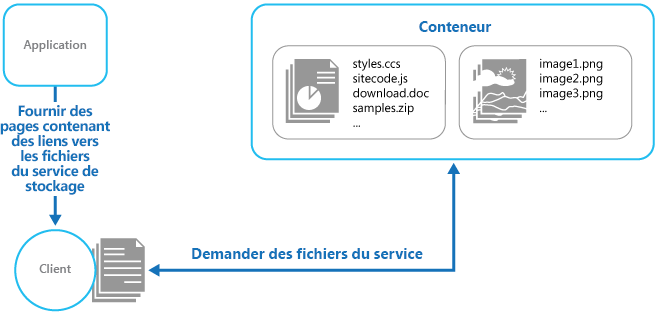 Application
Fournir des
pages contenant
des liens vers
les fichiers
du service de
stockage
Client
Conteneur
styles.ccs
sitecode.js
download.doc
samples.zip
...
image1.png
image2.png
image3.png
...
Demander des fichiers du service